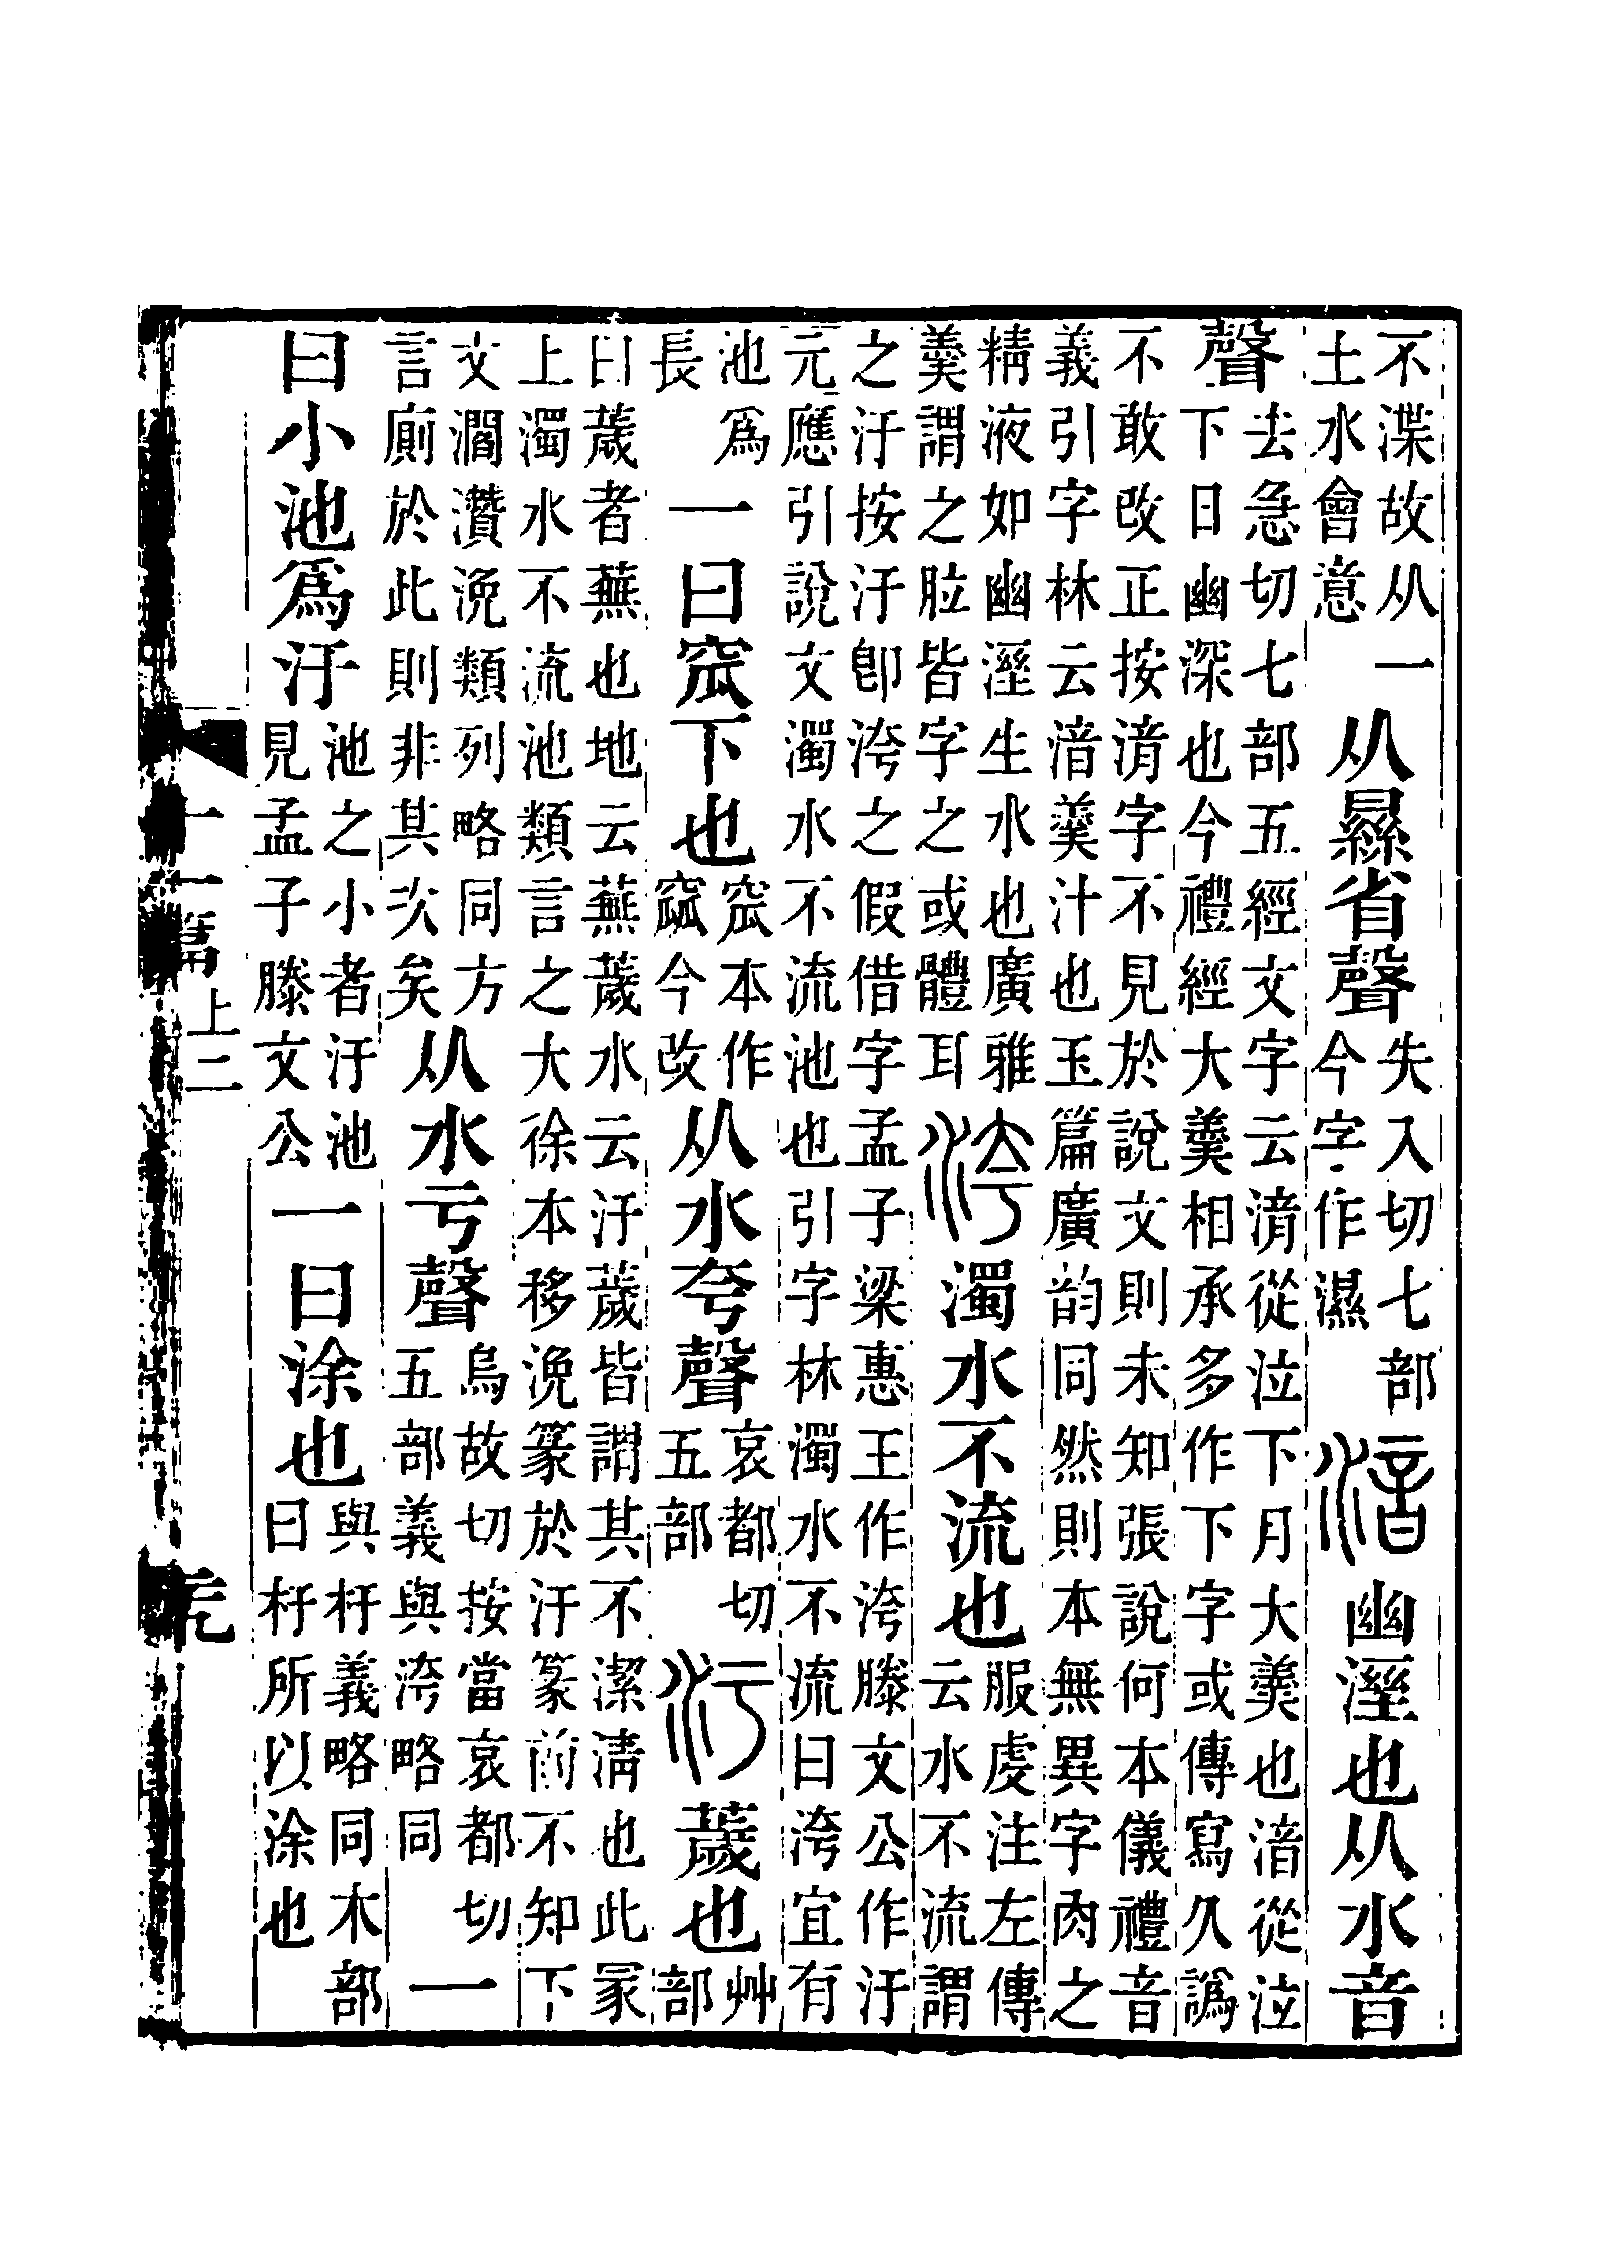 不渫故从一
土水會意
从㬎省聲
失入切七部
今字作濕
湆幽溼也从水音
聲
去急切七部五經文字云湇從泣下月大羹也湆從泣
下日幽深也今禮經大羹相承多作下字或傳寫久譌
不敢改正按湇字不見於說文則未知張說何本儀禮音
義引字林云湆羹汁也玉篇廣韵同然則本無異字肉之
精液如幽溼生水也廣雅
羹謂之䏠皆字之或體耳
洿濁水不流也
服虔注左傳
云水不流謂
之汙按汙卽洿之假借字孟子梁惠王作洿滕文公作汙
元應引說文濁水不流池也引字林濁水不流曰洿宜有
池爲
長
一曰窊下也
窊本作
窳今改
从水夸聲
哀都切
五部
汙薉也
艸
部
曰薉者蕪也地云蕪薉水云汙薉皆謂其不潔淸也此冡
上濁水不流池類言之大徐本移浼篆於汙篆前不知下
文灒浼類列略同方
言廁於此則非其次矣
从水亏聲
烏故切按當哀都切
五部義與洿略同
一
曰小池爲汙
池之小者汙池
見孟子滕文公
一曰涂也
與杇義略同木部
曰杇所以涂也
十一篇上二